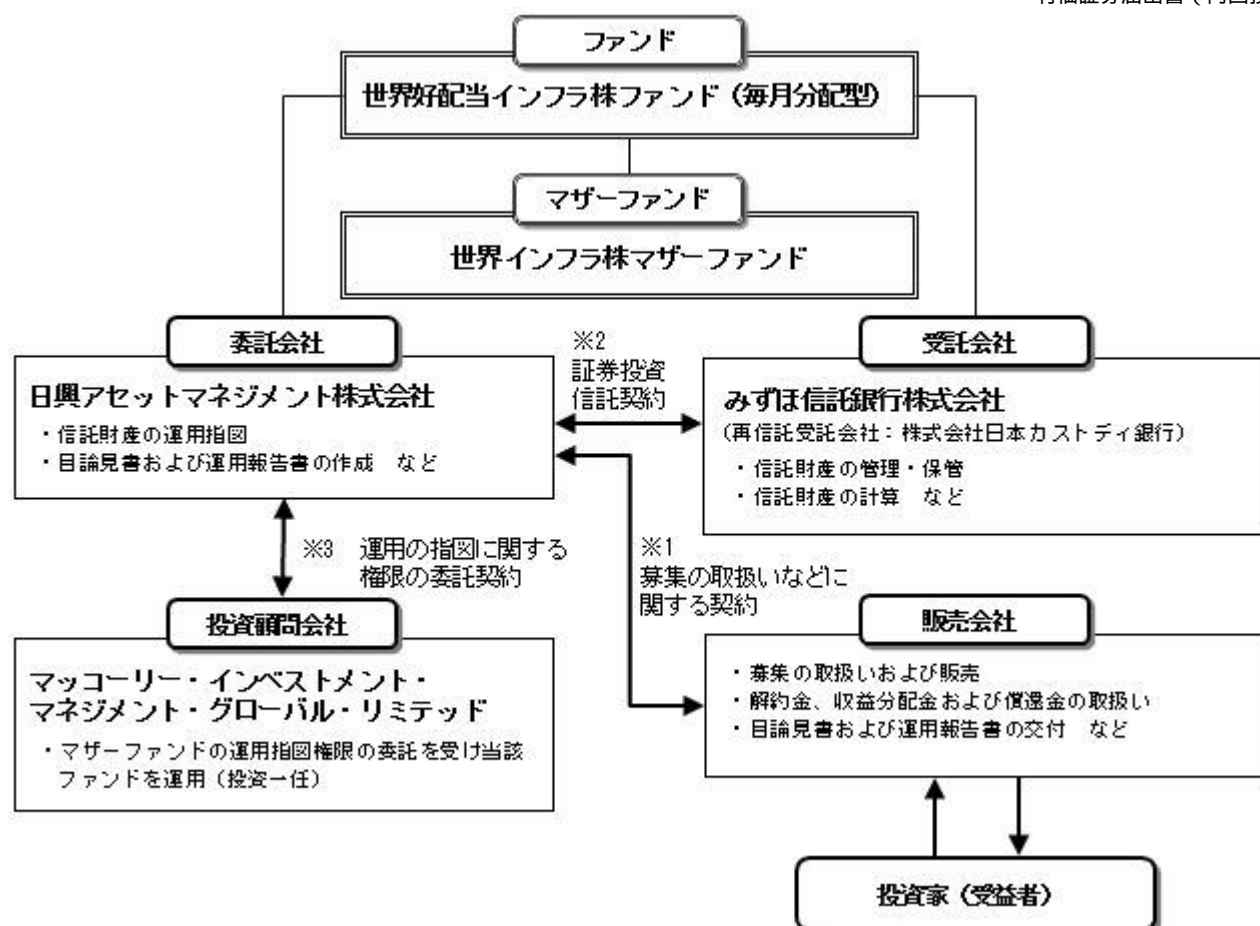 ファンド
世界好配当インフラ株ファンド（毎月分配型）
マザーファンド
世界インフラ株マザーファンド
委託会社
日興アセットマネジメント株式会社
・信託財産の運用指図
・目論見書および運用報告書の作成　など
※2
証券投資
信託契約
受託会社
みずほ信託銀行株式会社
（再信託受託会社：株式会社日本カストディ銀行）
・信託財産の管理・保管
・信託財産の計算　など
※3　運用の指図に関する
権限の委託契約
※1
募集の取扱いなどに
関する契約
投資顧問会社
マッコーリー・インベストメント・
マネジメント・グローバル・リミテッド
・マザーファンドの運用指図権限の委託を受け当該
ファンドを運用（投資一任）
販売会社
・募集の取扱いおよび販売
・解約金、収益分配金および償還金の取扱い
・目論見書および運用報告書の交付　など
投資家（受益者）